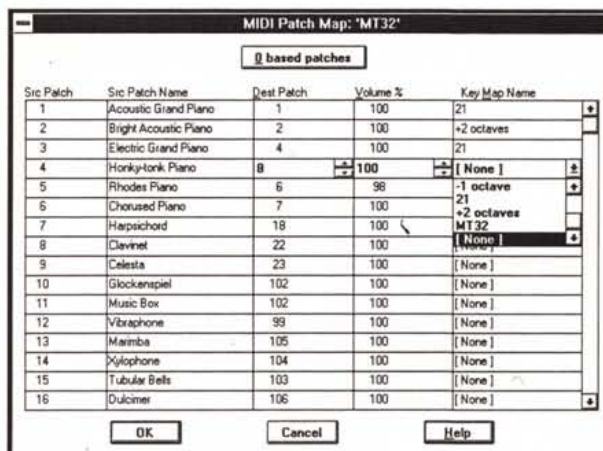 MIDI Patch Map: 'MT32'
0 based patches
Src Patch Src Patch Name Dest Patch Volume % Key Map Name
1 Acoustic Grand Piano 1 100 21
2 Bright Acoustic Piano 2 100 +2 octaves
3 Electric Grand Piano 4 100 21
4 Honky-tonk Piano 8 100 [ None ]
5 Rhodes Piano 6 98 -1 octave
21
6 Chorused Piano 7 100 +2 octaves
7 Harpsichord 18 100 MT32
[ None ]
8 Clavinet 22 100 [ None ]
9 Celesta 23 100 [ None ]
10 Glockenspiel 102 100 [ None ]
11 Music Box 102 100 [ None ]
12 Vibraphone 99 100 [ None ]
13 Marimba 105 100 [ None ]
14 Xylophone 104 100 [ None ]
15 Tubular Bells 103 100 [ None ]
16 Dulcimer 106 100 [ None ]
OK Cancel Help